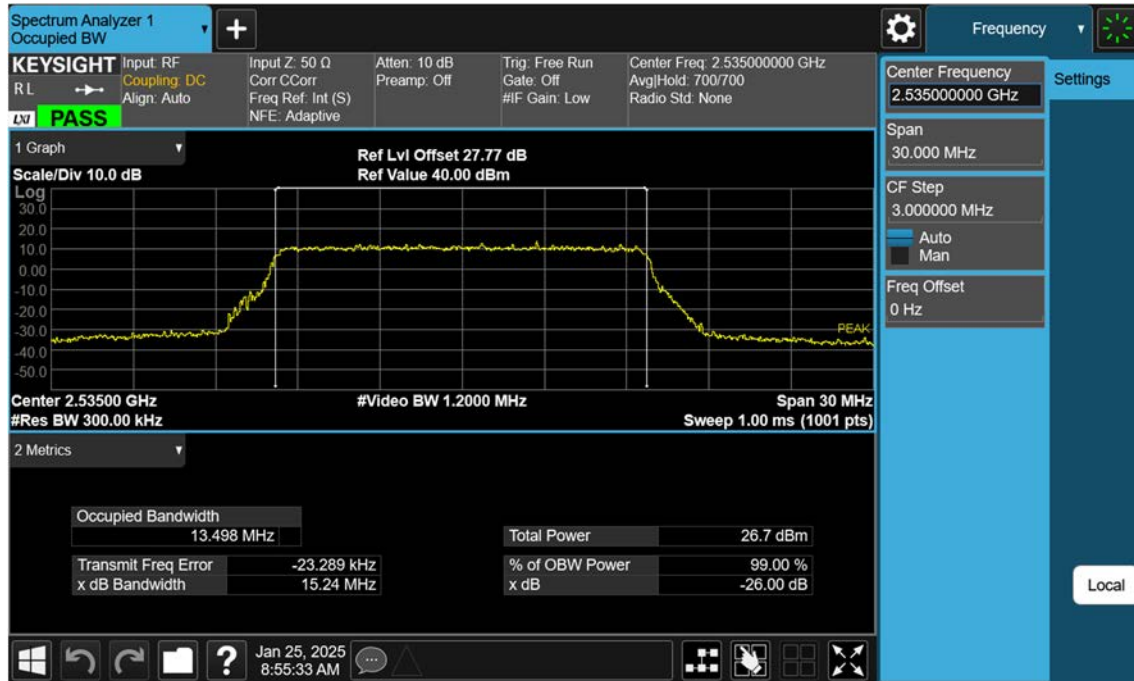 Spectrum Analyzer 1
Occupied BW
Frequency
KEYSIGHT
RL
LXI PASS
Input: RF
Coupling: DC
Align: Auto
Input Z: 50 Ω
Corr CCorr
Freq Ref: Int (S)
NFE: Adaptive
Atten: 10 dB
Preamp: Off
Trig: Free Run
Gate: Off
#IF Gain: Low
Center Freq: 2.535000000 GHz
Avg|Hold: 700/700
Radio Std: None
Center Frequency
2.535000000 GHz
Settings
Span
30.000 MHz
CF Step
3.000000 MHz
Auto
Man
Freq Offset
0 Hz
1 Graph
Scale/Div 10.0 dB
Ref Lvl Offset 27.77 dB
Ref Value 40.00 dBm
Log
30.0
20.0
10.0
0.00
-10.0
-20.0
-30.0
-40.0
-50.0
PEAK
Center 2.53500 GHz
#Video BW 1.2000 MHz
Span 30 MHz
#Res BW 300.00 kHz
Sweep 1.00 ms (1001 pts)
2 Metrics
Occupied Bandwidth
13.498 MHz
Total Power 26.7 dBm
Transmit Freq Error -23.289 kHz
% of OBW Power 99.00 %
x dB Bandwidth 15.24 MHz
x dB -26.00 dB
Local
?
Jan 25, 2025
8:55:33 AM